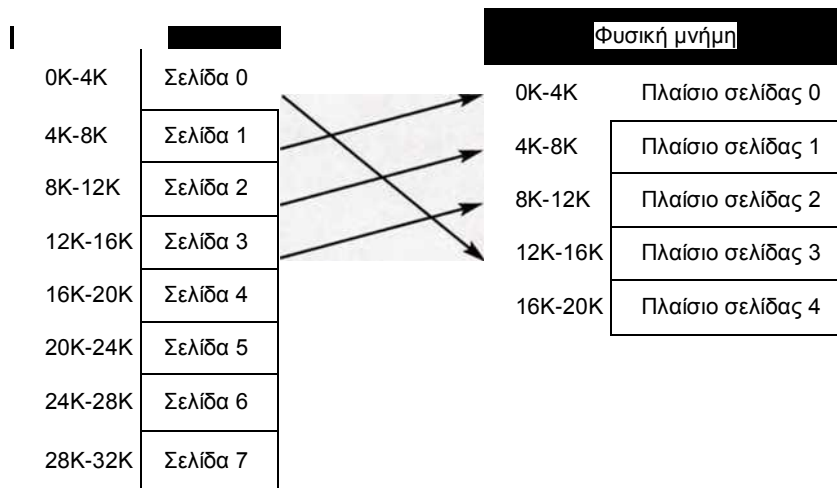 Φυσική μνήμη
0K-4K Σελίδα 0
4K-8K Σελίδα 1
8K-12K Σελίδα 2
12K-16K Σελίδα 3
16K-20K Σελίδα 4
20K-24K Σελίδα 5
24K-28K Σελίδα 6
28K-32K Σελίδα 7
0K-4K Πλαίσιο σελίδας 0
4K-8K Πλαίσιο σελίδας 1
8K-12K Πλαίσιο σελίδας 2
12K-16K Πλαίσιο σελίδας 3
16K-20K Πλαίσιο σελίδας 4